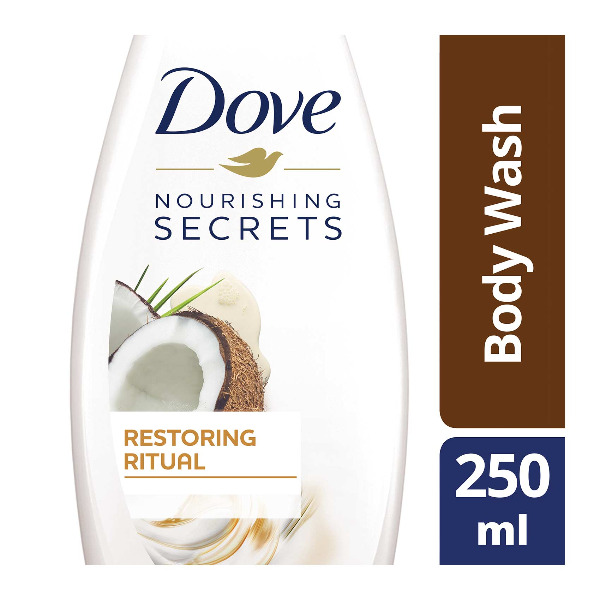 Dove
NOURISHING
SECRETS
RESTORING
RITUAL
Body Wash
250
ml